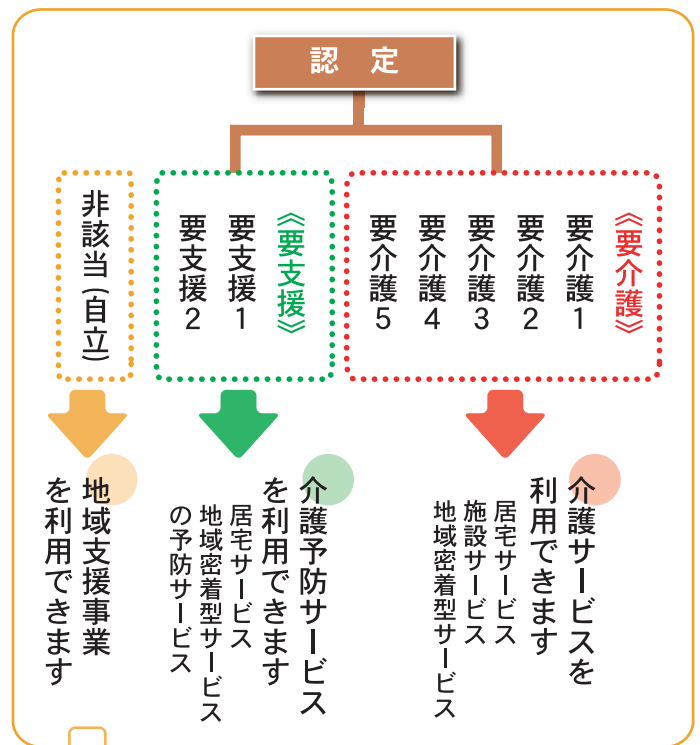 認 定
《要介護》
要介護1
要介護2
要介護3
要介護4
要介護5
《要支援》
要支援1
要支援2
非該当(自立)
介護サービスを
利用できます
居宅サービス
施設サービス
地域密着型サービス
介護予防サービス
を利用できます
居宅サービス
地域密着型サービス
の予防サービス
地域支援事業
を利用できます